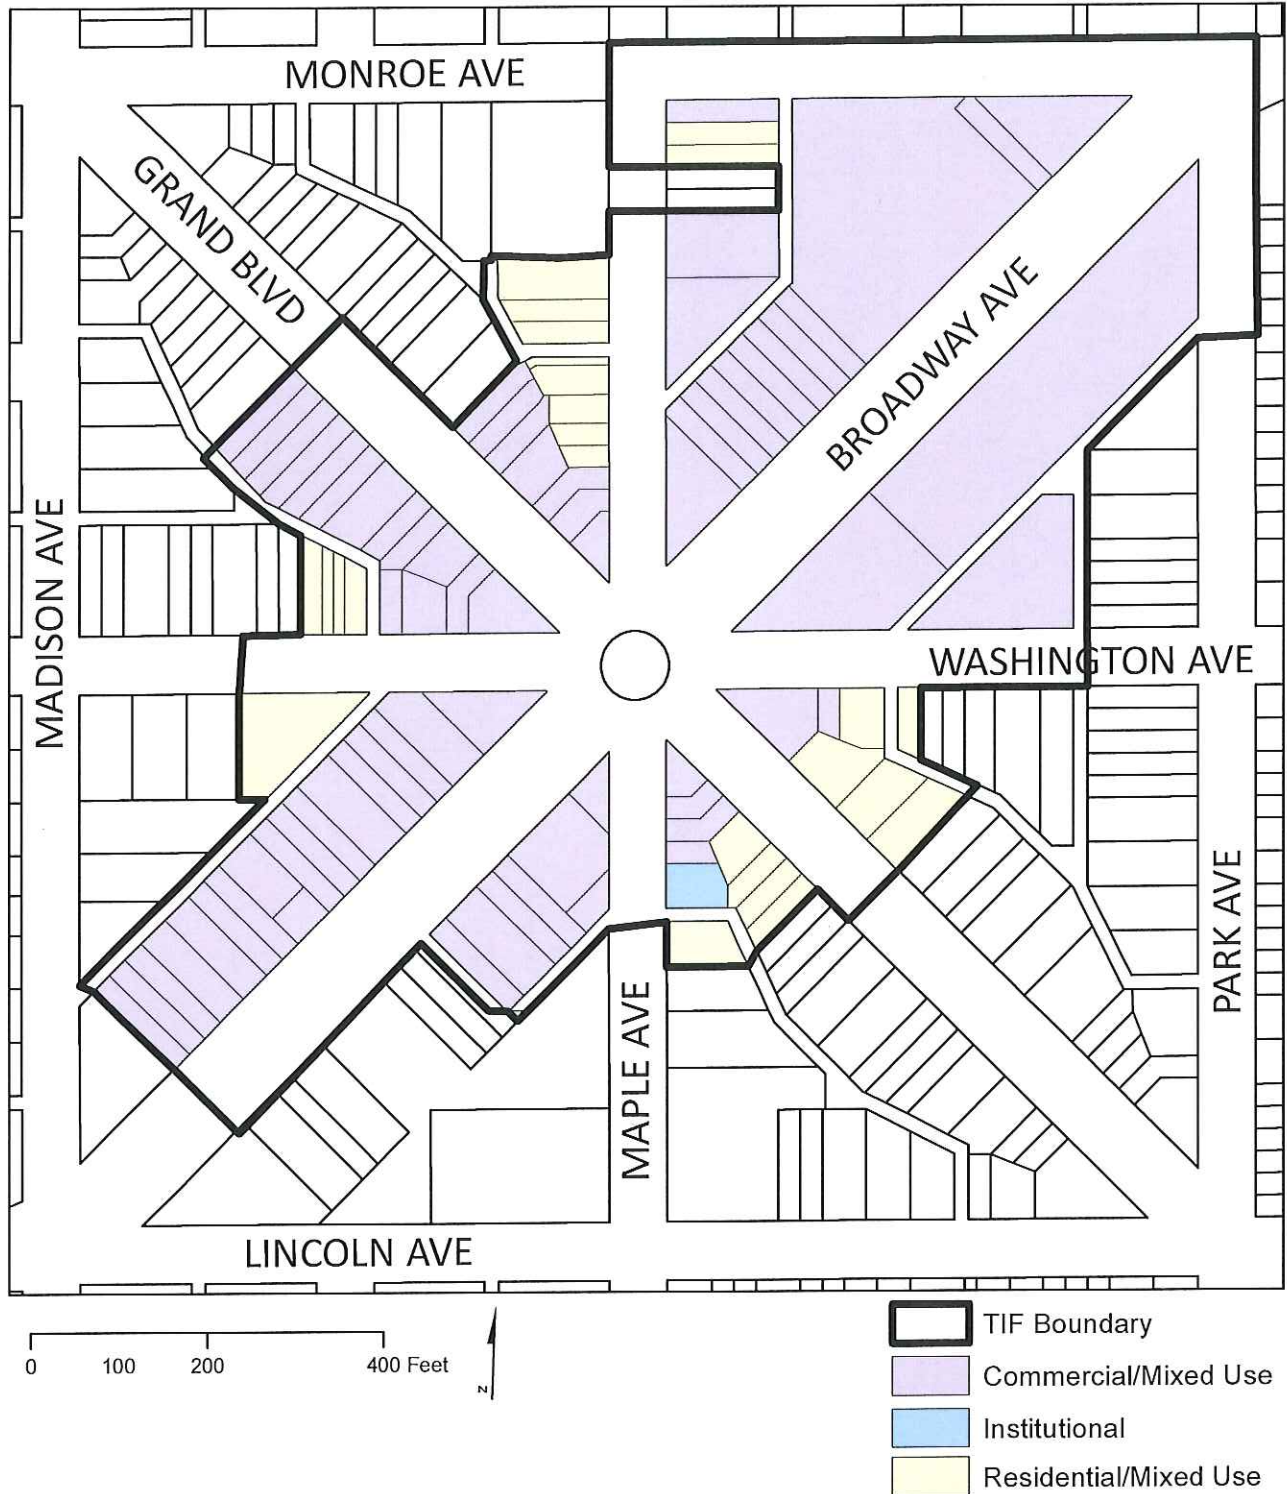 MONROE AVE
GRAND BLVD
BROADWAY AVE
MADISON AVE
WASHINGTON AVE
PARK AVE
MAPLE AVE
LINCOLN AVE
0 100 200 400 Feet
N
TIF Boundary
Commercial/Mixed Use
Institutional
Residential/Mixed Use